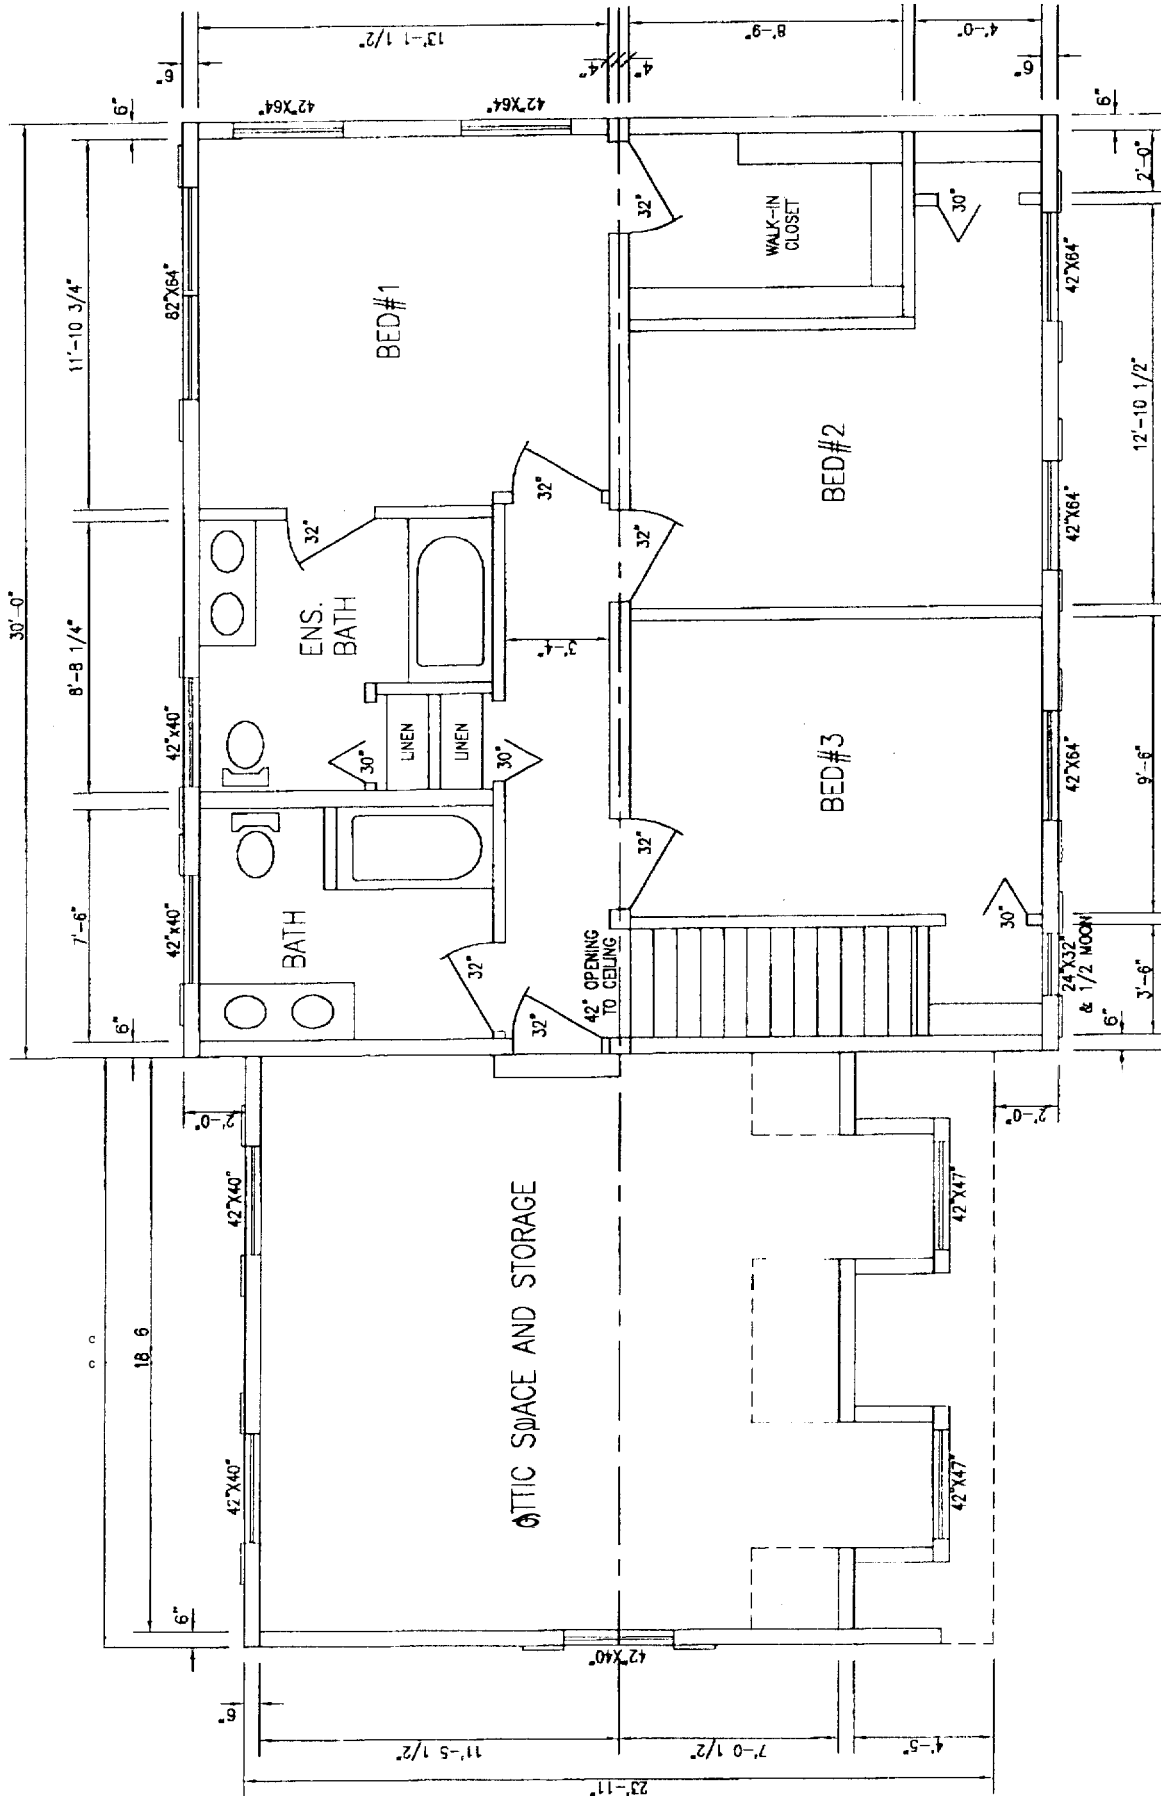 13'-1 1/2"
8'-9"
4'-0"
6"
4"
4"
6"
6"
42"X64"
42"X64"
6"
30'-0"
11'-10 3/4"
82"X64"
BED#1
32"
WALK-IN
CLOSET
30"
2'-0"
42"X64"
12'-10 1/2"
BED#2
42"X64"
32"
32"
32"
8'-8 1/4"
ENS.
BATH
3'-4"
42"X40"
LINEN
LINEN
30"
30"
BED#3
42"X64"
9'-6"
32"
7'-6"
42"X40"
BATH
32"
32"
42" OPENING
TO CEILING
30"
24"X32"
& 1/2 MOON
3'-6"
6"
6"
2'-0"
2'-0"
42"X40"
42"X47"
18 6
ATTIC SPACE AND STORAGE
42"X40"
42"X47"
6"
42"X40"
6"
11'-5 1/2"
7'-0 1/2"
4'-5"
23'-11"